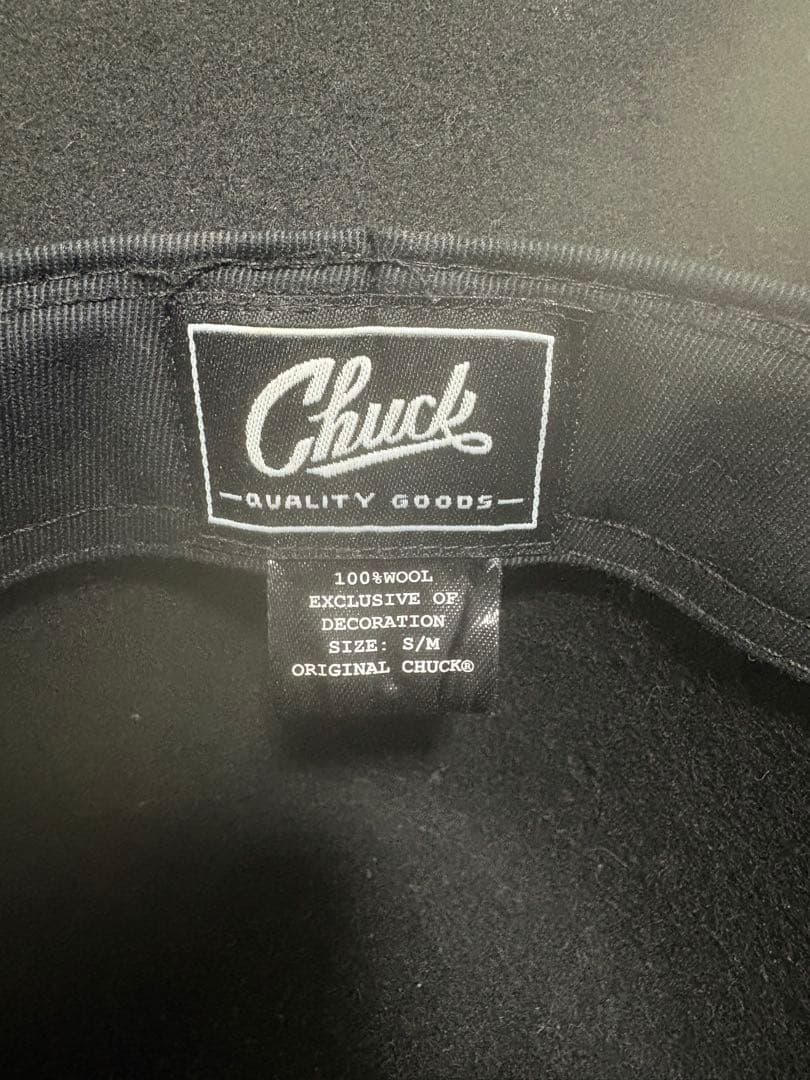 Chuck
-QUALITY GOODS-
100%WOOL
EXCLUSIVE OF
DECORATION
SIZE: S/M
ORIGINAL CHUCK®